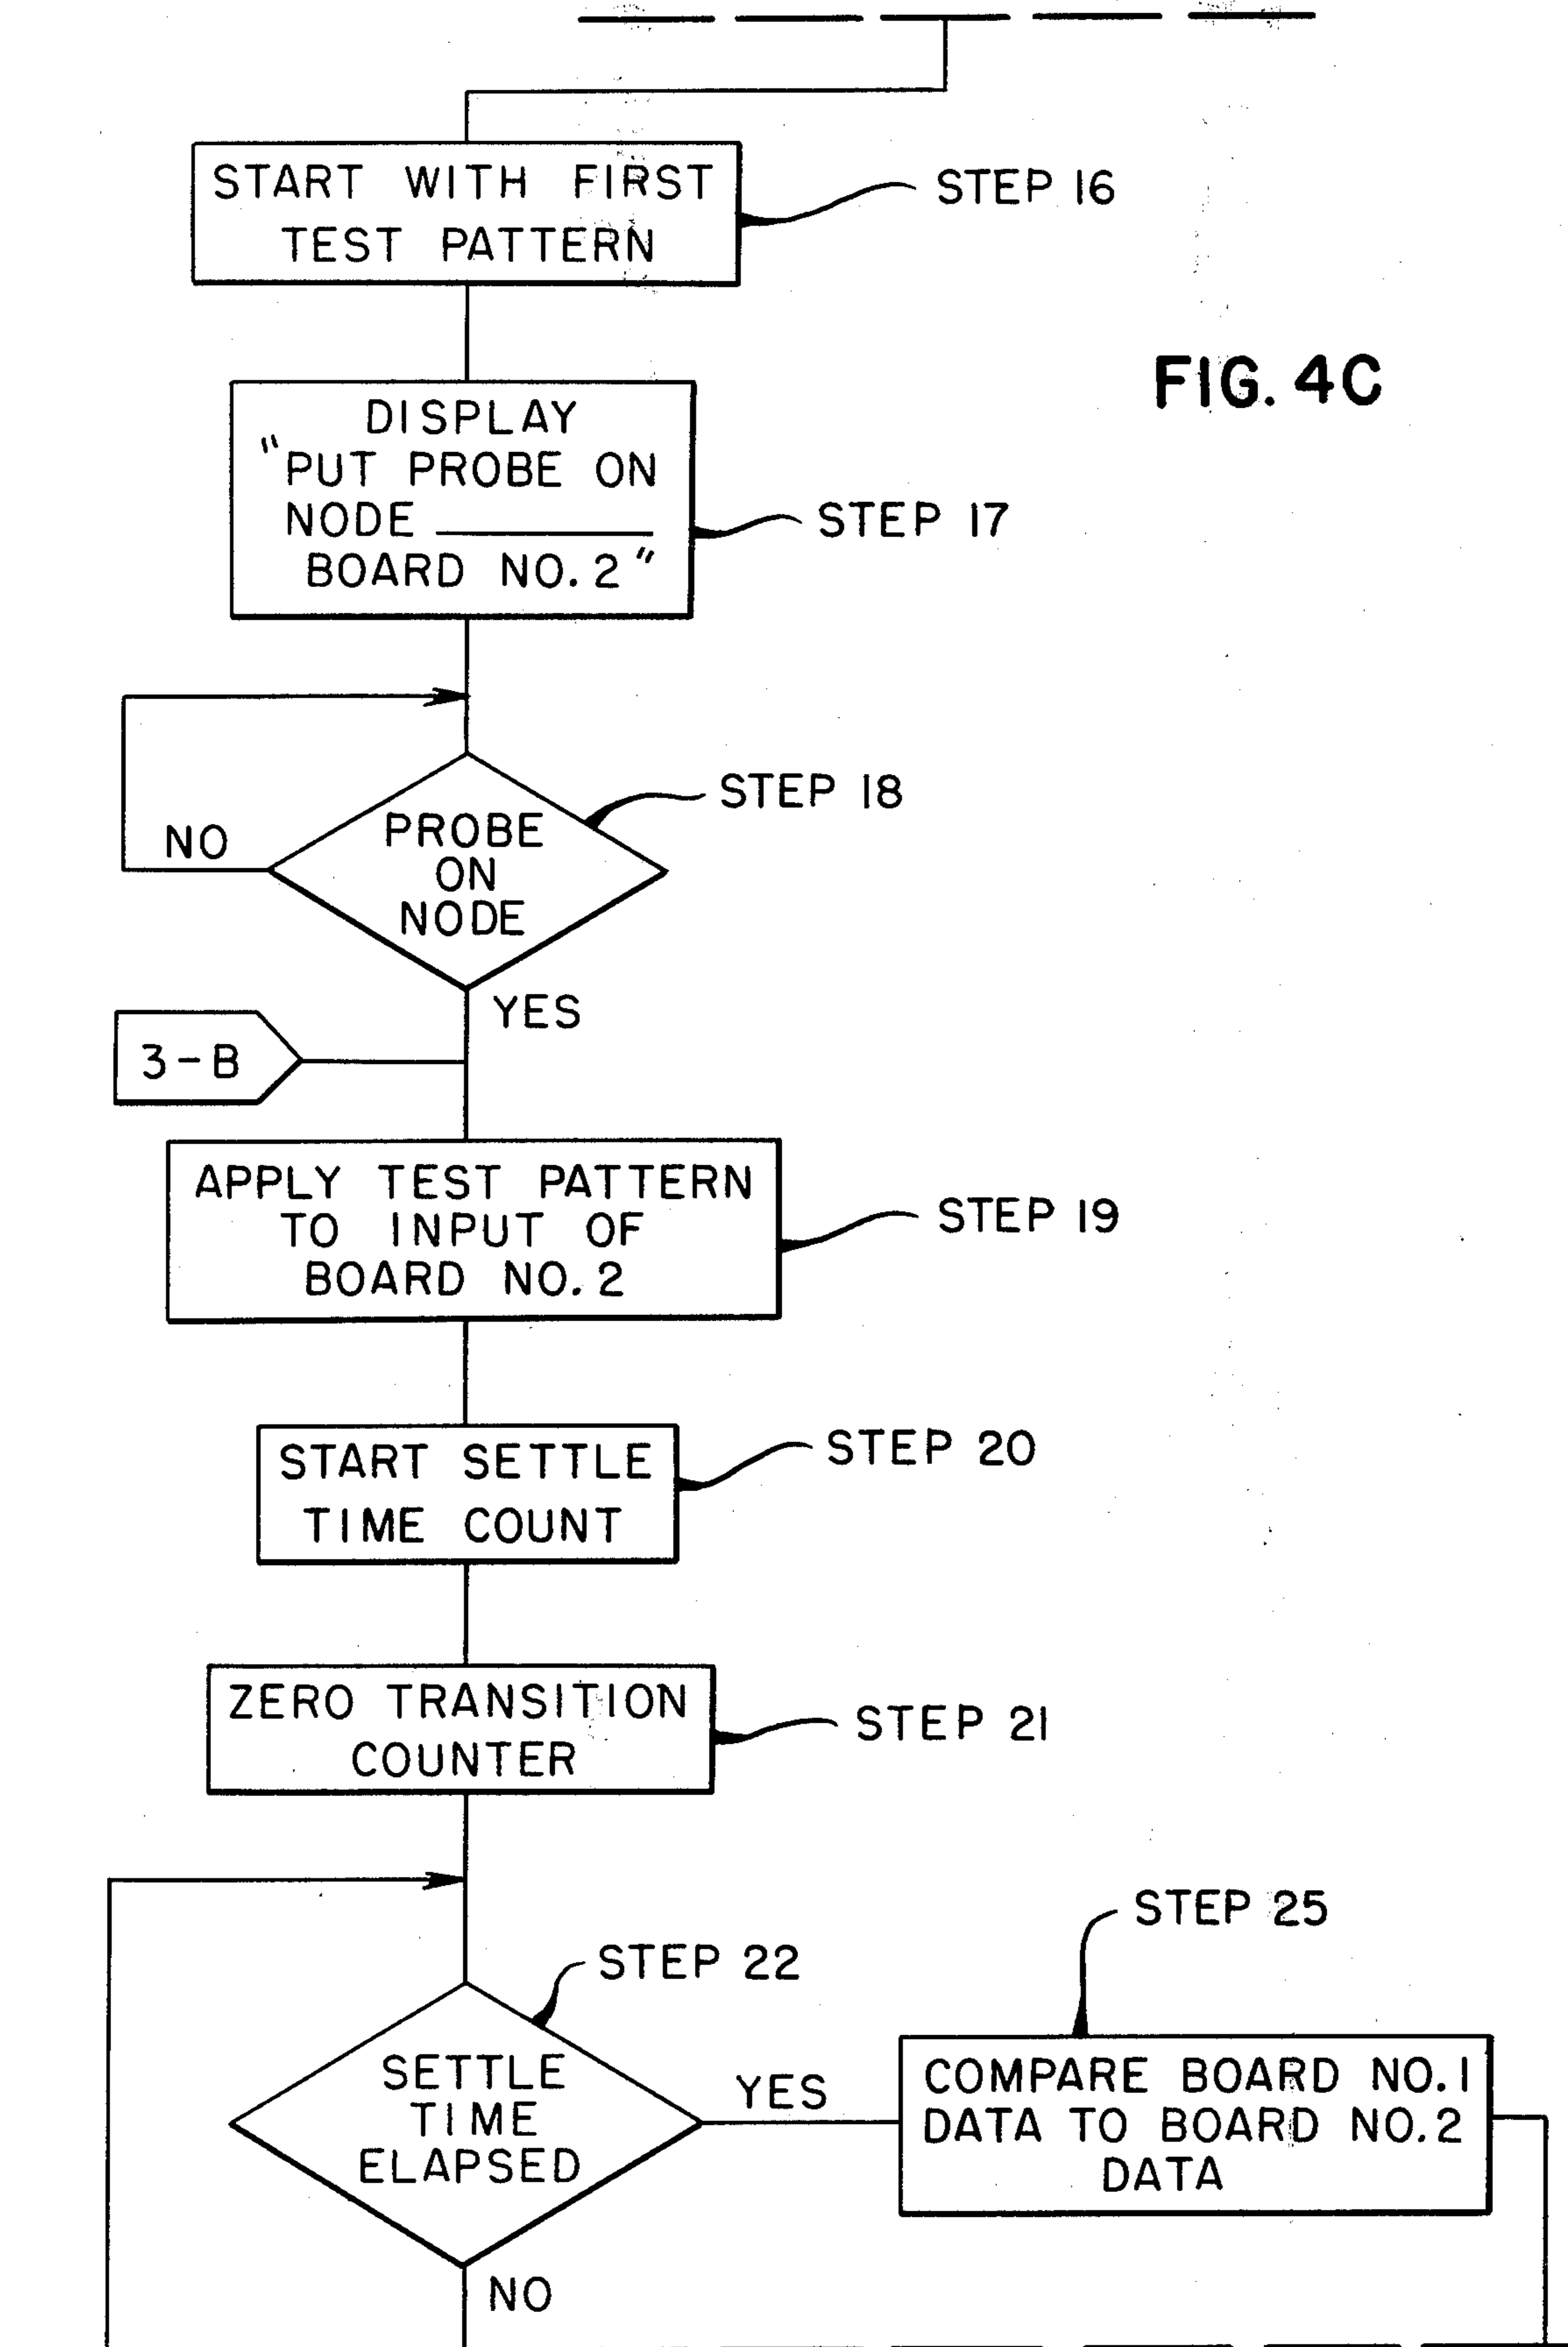 START WITH FIRST
TEST PATTERN
STEP 16
FIG. 4C
DISPLAY
"PUT PROBE ON
NODE ________
BOARD NO. 2"
STEP 17
STEP 18
PROBE
ON
NODE
NO
YES
3-B
APPLY TEST PATTERN
TO INPUT OF
BOARD NO. 2
STEP 19
START SETTLE
TIME COUNT
STEP 20
ZERO TRANSITION
COUNTER
STEP 21
STEP 22
SETTLE
TIME
ELAPSED
YES
NO
STEP 25
COMPARE BOARD NO. 1
DATA TO BOARD NO. 2
DATA